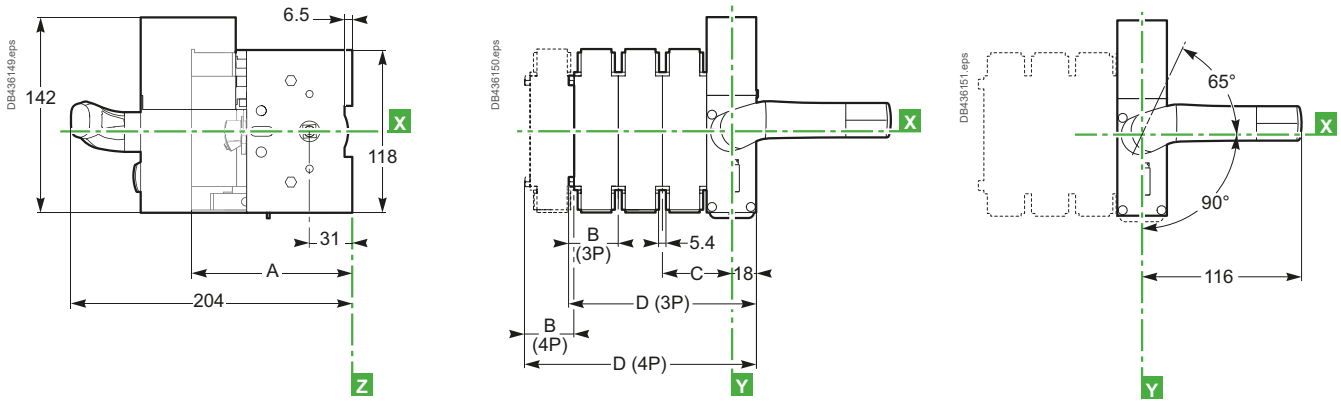 DB436149.eps
6.5
142
X
118
31
A
204
Z
DB436150.eps
X
B
(3P)
5.4
C
18
D (3P)
B
(4P)
D (4P)
Y
DB436151.eps
65°
X
90°
116
Y